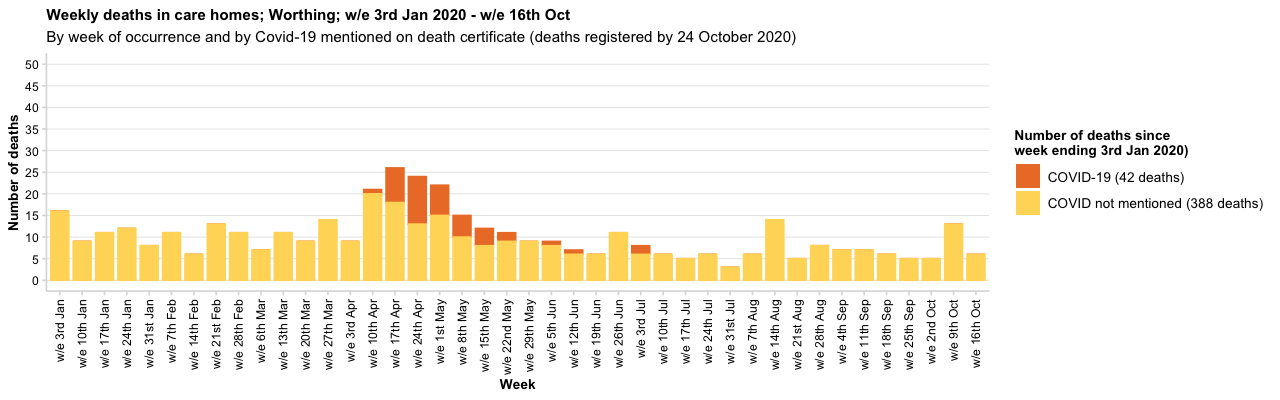 Weekly deaths in care homes; Worthing; w/e 3rd Jan 2020 - w/e 16th Oct
By week of occurrence and by Covid-19 mentioned on death certificate (deaths registered by 24 October 2020)
Number of deaths
50
45
40
35
30
25
20
15
10
5
0
w/e 3rd Jan
w/e 10th Jan
w/e 17th Jan
w/e 24th Jan
w/e 31st Jan
w/e 7th Feb
w/e 14th Feb
w/e 21st Feb
w/e 28th Feb
w/e 6th Mar
w/e 13th Mar
w/e 20th Mar
w/e 27th Mar
w/e 3rd Apr
w/e 10th Apr
w/e 17th Apr
w/e 24th Apr
w/e 1st May
w/e 8th May
w/e 15th May
w/e 22nd May
w/e 29th May
w/e 5th Jun
w/e 12th Jun
w/e 19th Jun
w/e 26th Jun
w/e 3rd Jul
w/e 10th Jul
w/e 17th Jul
w/e 24th Jul
w/e 31st Jul
w/e 7th Aug
w/e 14th Aug
w/e 21st Aug
w/e 28th Aug
w/e 4th Sep
w/e 11th Sep
w/e 18th Sep
w/e 25th Sep
w/e 2nd Oct
w/e 9th Oct
w/e 16th Oct
Week
Number of deaths since
week ending 3rd Jan 2020)
COVID-19 (42 deaths)
COVID not mentioned (388 deaths)